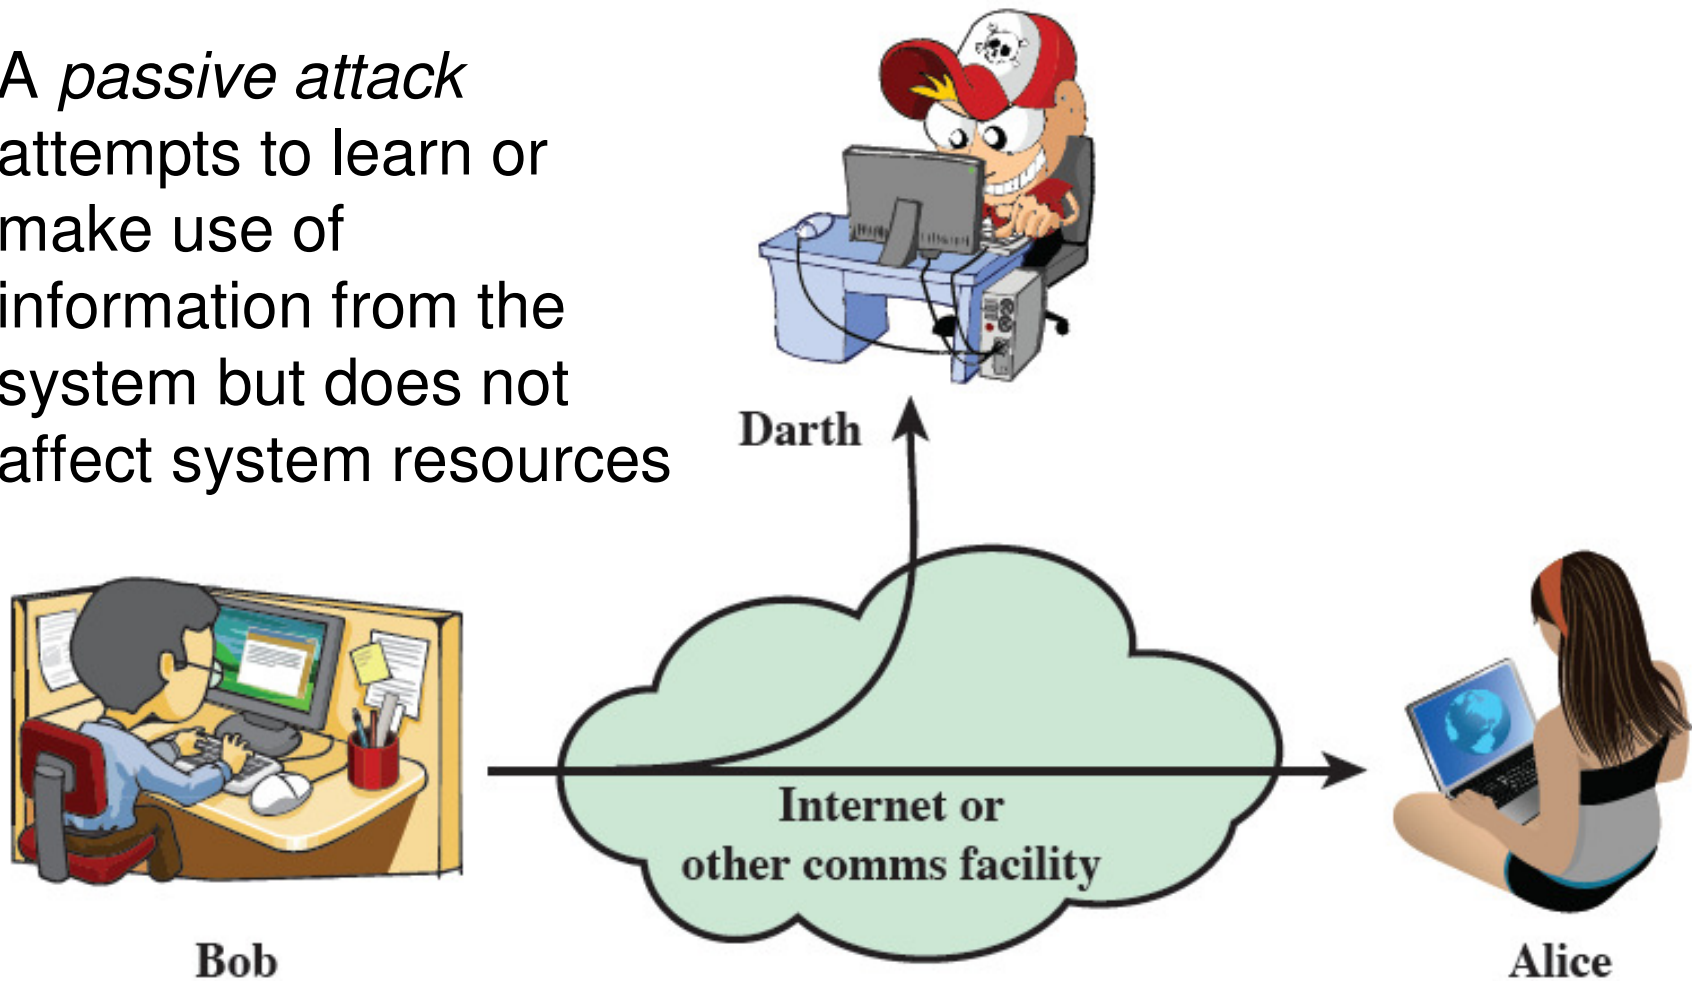 A passive attack
attempts to learn or
make use of
information from the
system but does not
affect system resources
Darth
Internet or
other comms facility
Bob
Alice